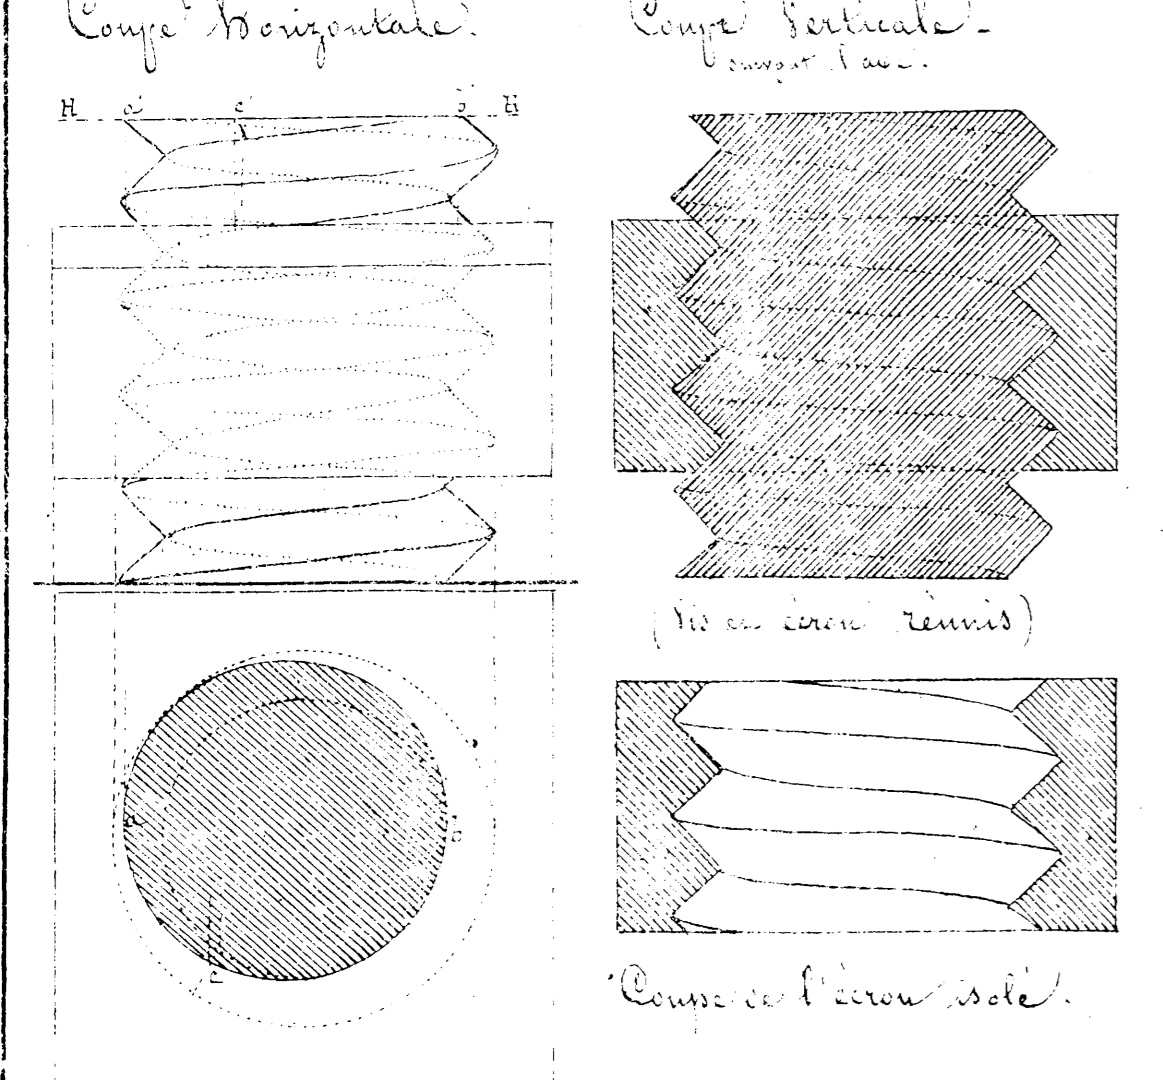 Coupe Horizontale.
Coupe Verticale.
suivant l'axe.
H a' c' b' H
(Vis et écrou réunis)
a b
c
Coupe de l'écrou isolé.